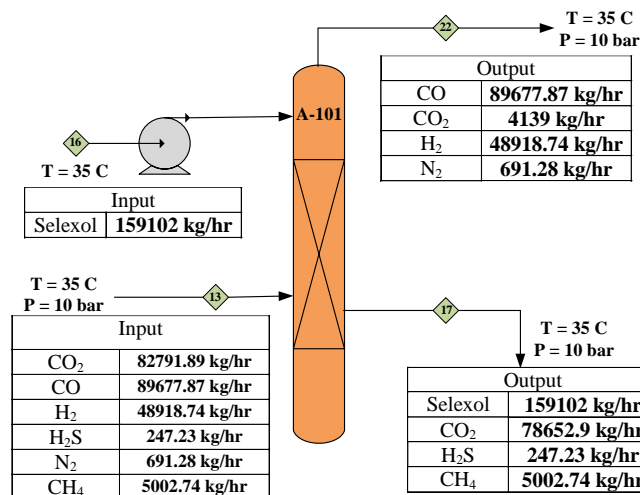 22
T = 35 C
P = 10 bar
Output
CO 89677.87 kg/hr
CO2 4139 kg/hr
H2 48918.74 kg/hr
N2 691.28 kg/hr
A-101
16
T = 35 C
Input
Selexol 159102 kg/hr
T = 35 C
P = 10 bar
13
Input
CO2 82791.89 kg/hr
CO 89677.87 kg/hr
H2 48918.74 kg/hr
H2S 247.23 kg/hr
N2 691.28 kg/hr
CH4 5002.74 kg/hr
17
T = 35 C
P = 10 bar
Output
Selexol 159102 kg/hr
CO2 78652.9 kg/hr
H2S 247.23 kg/hr
CH4 5002.74 kg/hr